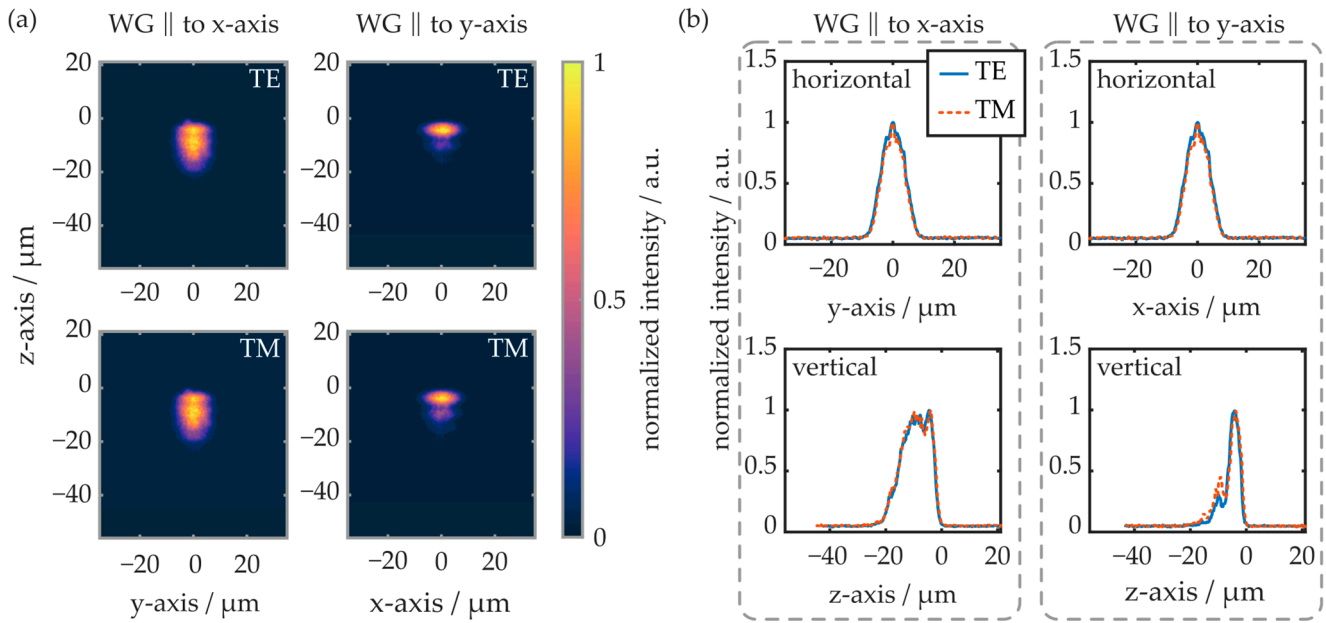 (a)
WG ∥ to x-axis
WG ∥ to y-axis
20
0
−20
−40
TE
20
0
−20
−40
TE
−20 0 20
−20 0 20
20
0
−20
−40
TM
20
0
−20
−40
TM
−20 0 20
−20 0 20
z-axis / μm
y-axis / μm
x-axis / μm
1
0.5
0
normalized intensity / a.u.
(b)
WG ∥ to x-axis
WG ∥ to y-axis
normalized intensity / a.u.
1.5
1
0.5
0
horizontal
TE
TM
−20 0 20
y-axis / μm
1.5
1
0.5
0
horizontal
−20 0 20
x-axis / μm
1.5
1
0.5
0
vertical
−40 −20 0 20
z-axis / μm
1.5
1
0.5
0
vertical
−40 −20 0 20
z-axis / μm